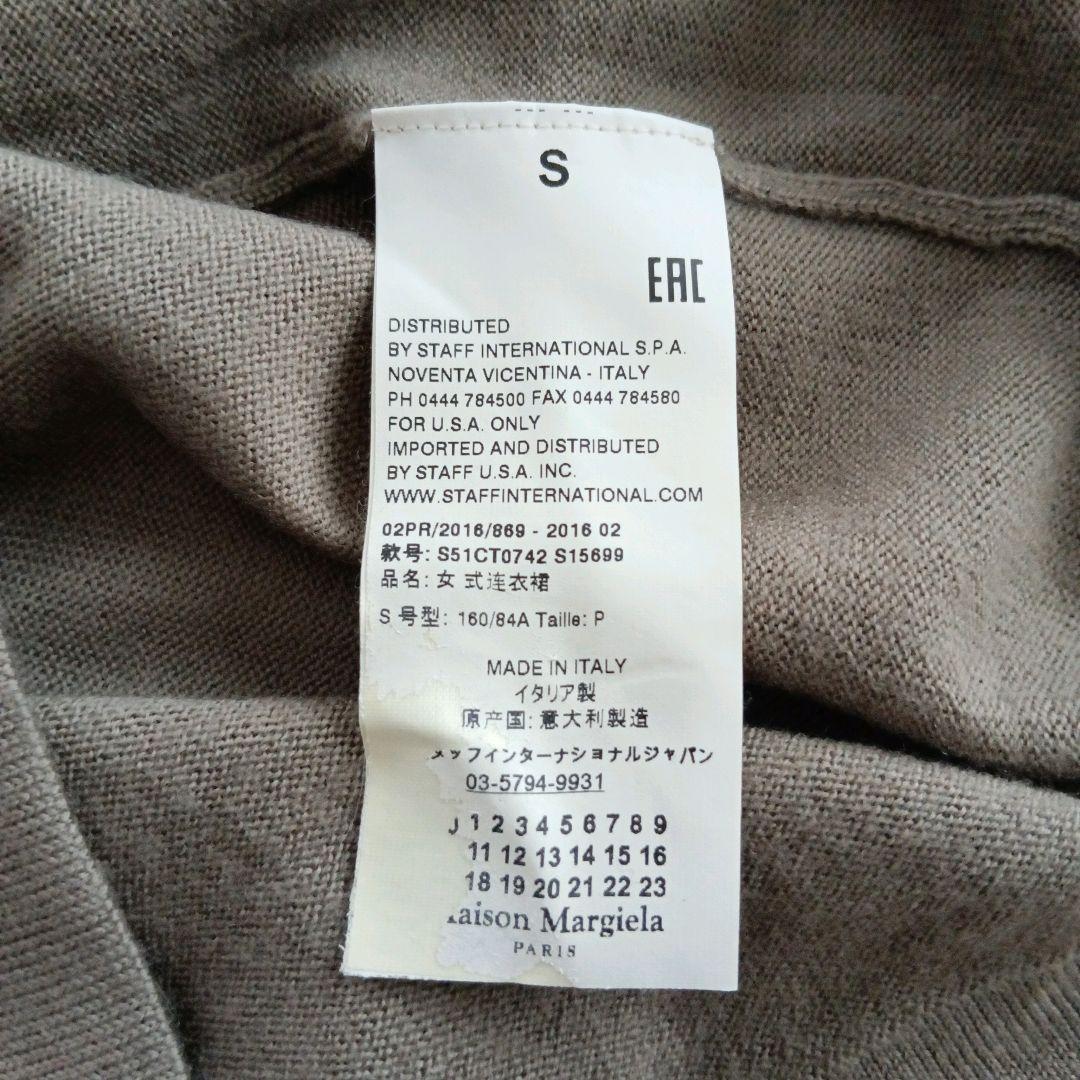 S
EAC
DISTRIBUTED
BY STAFF INTERNATIONAL S.P.A.
NOVENTA VICENTINA - ITALY
PH 0444 784500 FAX 0444 784580
FOR U.S.A. ONLY
IMPORTED AND DISTRIBUTED
BY STAFF U.S.A. INC.
WWW.STAFFINTERNATIONAL.COM
02PR/2016/869 - 2016 02
款号: S51CT0742 S15699
品名: 女 式连衣裙
S 号型: 160/84A Taille: P
MADE IN ITALY
イタリア製
原产国: 意大利製造
ッフインターナショナルジャパン
03-5794-9931
1 2 3 4 5 6 7 8 9
11 12 13 14 15 16
18 19 20 21 22 23
aison Margiela
PARIS